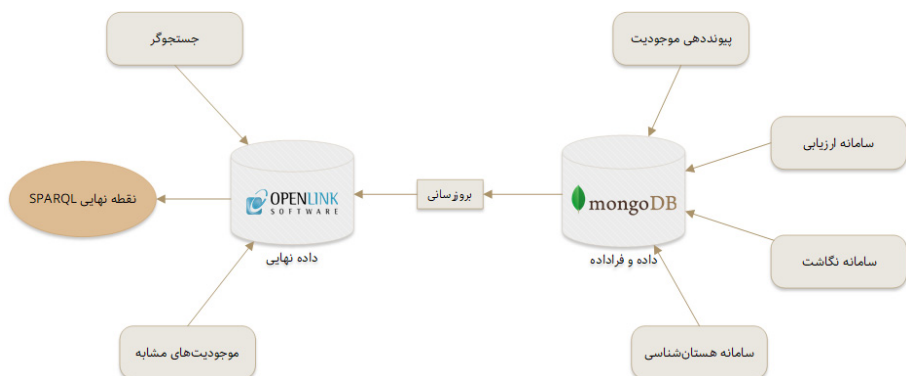 جستجوگر
پیونددهی موجودیت
سامانه ارزیابی
mongoDB
بروزرسانی
OPENLINK
SOFTWARE
نقطه نهایی SPARQL
داده و فراداده
داده نهایی
سامانه نگاشت
سامانه هستان‌شناسی
موجودیت‌های مشابه